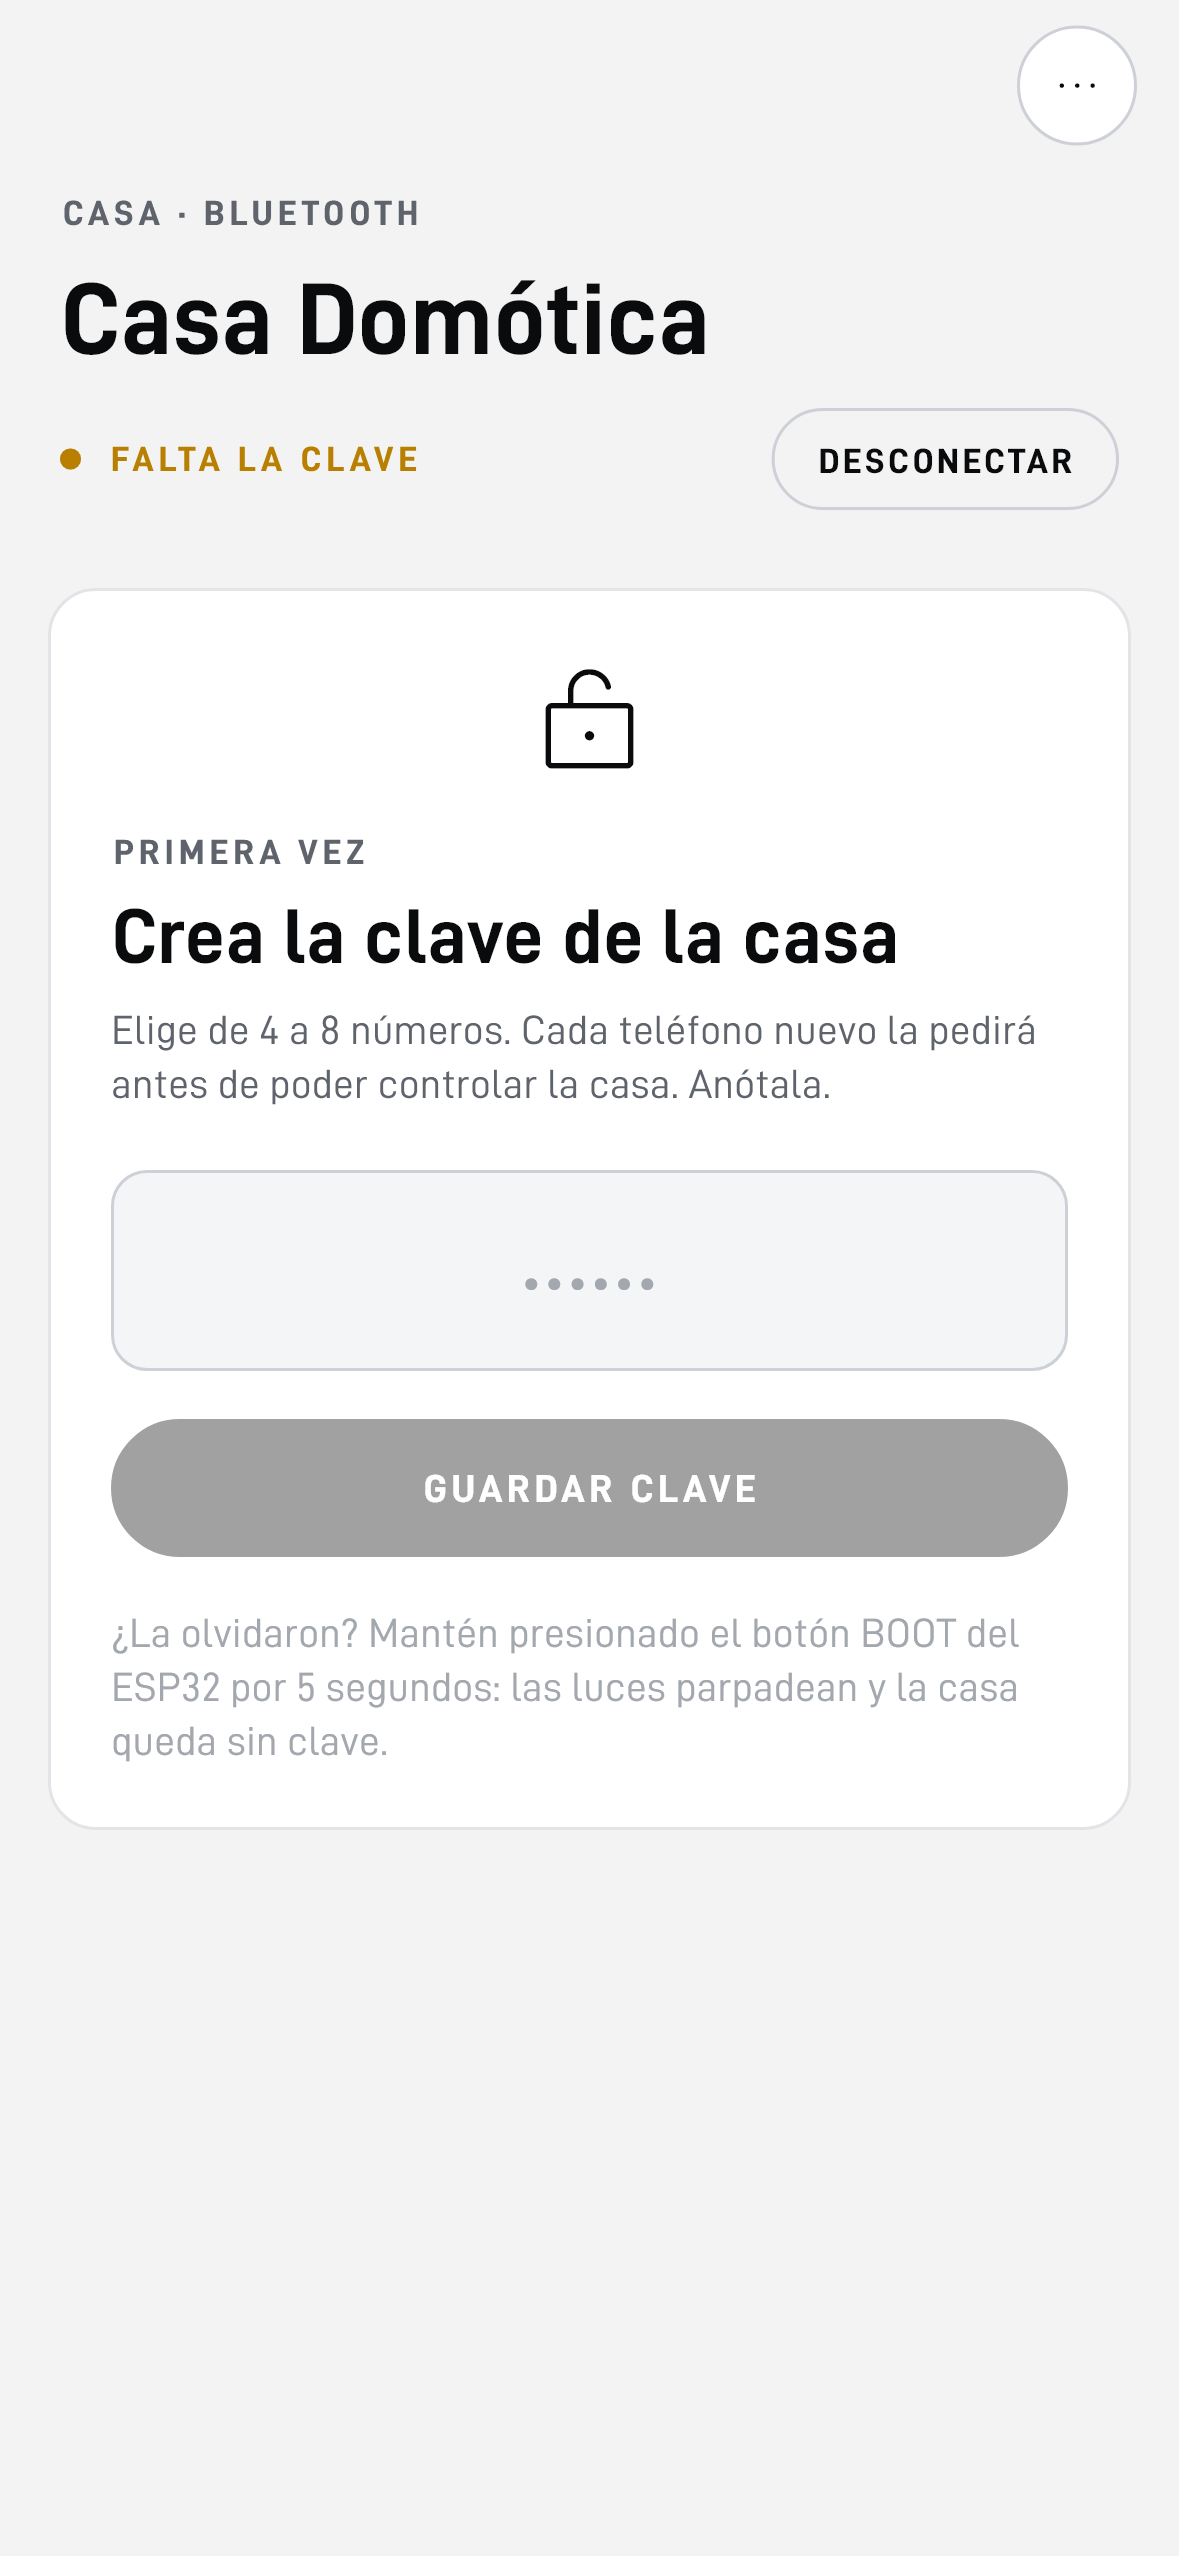 CASA · BLUETOOTH
Casa Domótica
FALTA LA CLAVE
DESCONECTAR
PRIMERA VEZ
Crea la clave de la casa
Elige de 4 a 8 números. Cada teléfono nuevo la pedirá
antes de poder controlar la casa. Anótala.
GUARDAR CLAVE
¿La olvidaron? Mantén presionado el botón BOOT del
ESP32 por 5 segundos: las luces parpadean y la casa
queda sin clave.